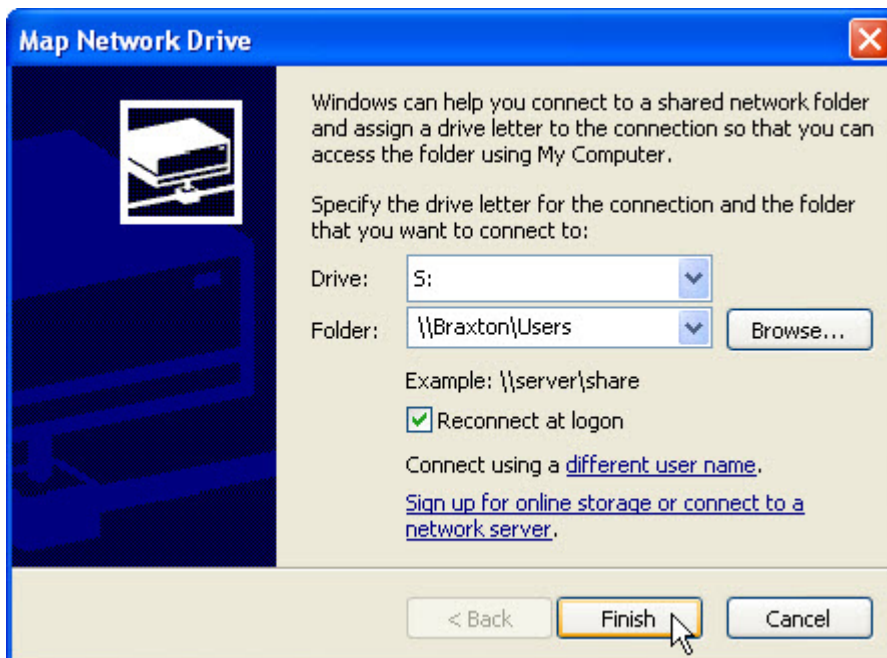 Map Network Drive
Windows can help you connect to a shared network folder
and assign a drive letter to the connection so that you can
access the folder using My Computer.
Specify the drive letter for the connection and the folder
that you want to connect to:
Drive: S:
Folder: \\Braxton\Users Browse...
Example: \\server\share
Reconnect at logon
Connect using a different user name.
Sign up for online storage or connect to a
network server.
< Back Finish Cancel